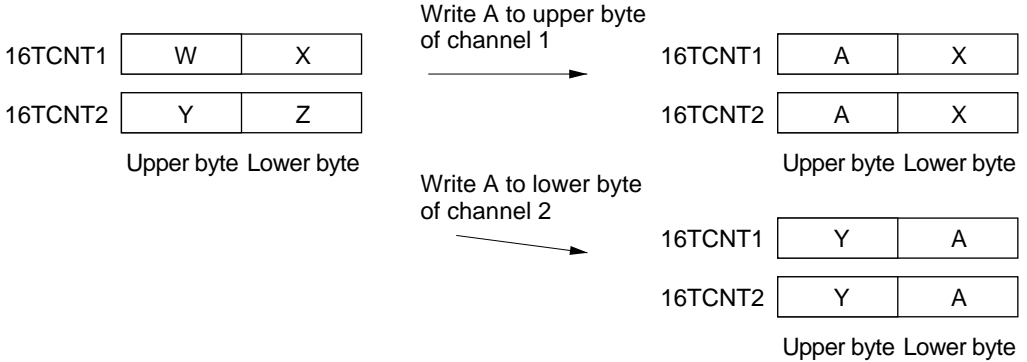 Write A to upper byte
of channel 1
16TCNT1 W X
16TCNT1 A X
16TCNT2 Y Z
16TCNT2 A X
Upper byte Lower byte
Upper byte Lower byte
Write A to lower byte
of channel 2
16TCNT1 Y A
16TCNT2 Y A
Upper byte Lower byte